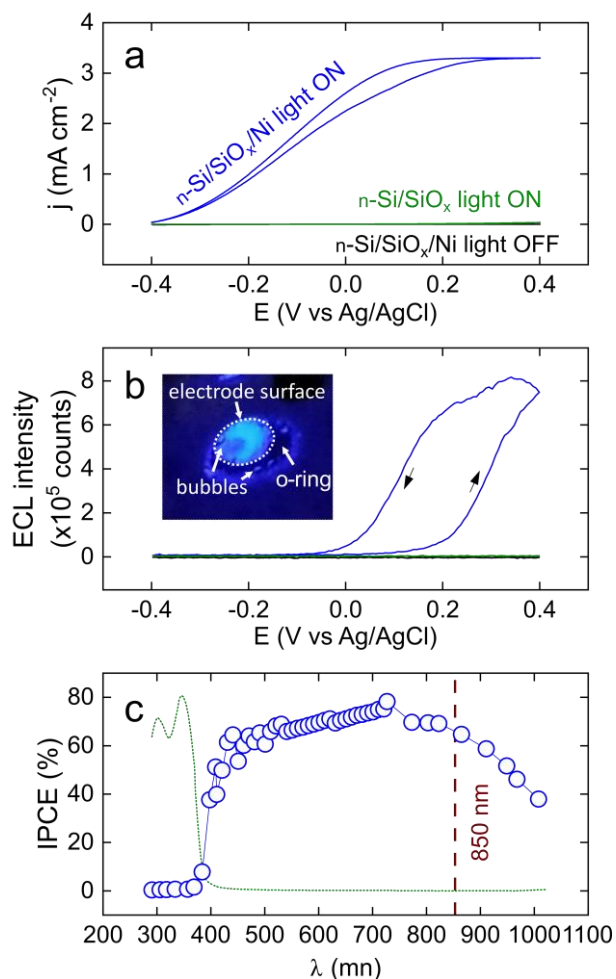 a
j (mA cm⁻²)
4
3
2
1
0
n-Si/SiOₓ/Ni light ON
n-Si/SiOₓ light ON
n-Si/SiOₓ/Ni light OFF
-0.4 -0.2 0.0 0.2 0.4
E (V vs Ag/AgCl)
b
ECL intensity
(x10⁵ counts)
8
6
4
2
0
electrode surface
bubbles
o-ring
-0.4 -0.2 0.0 0.2 0.4
E (V vs Ag/AgCl)
c
IPCE (%)
80
60
40
20
0
850 nm
200 300 400 500 600 700 800 900 1000 1100
λ (mn)